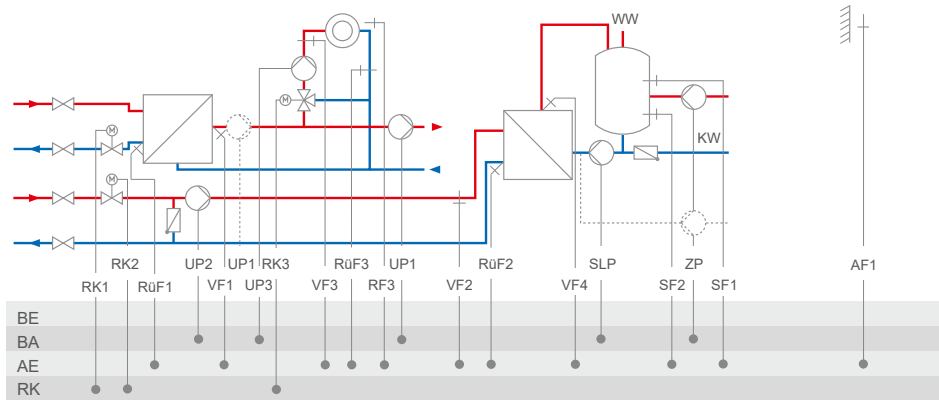 WW
M
KW
M
M
RK2 UP2 UP1 RK3 RüF3 UP1 RüF2 SLP ZP AF1
RK1 RüF1 VF1 UP3 VF3 RF3 VF2 VF4 SF2 SF1
BE
BA
AE
RK